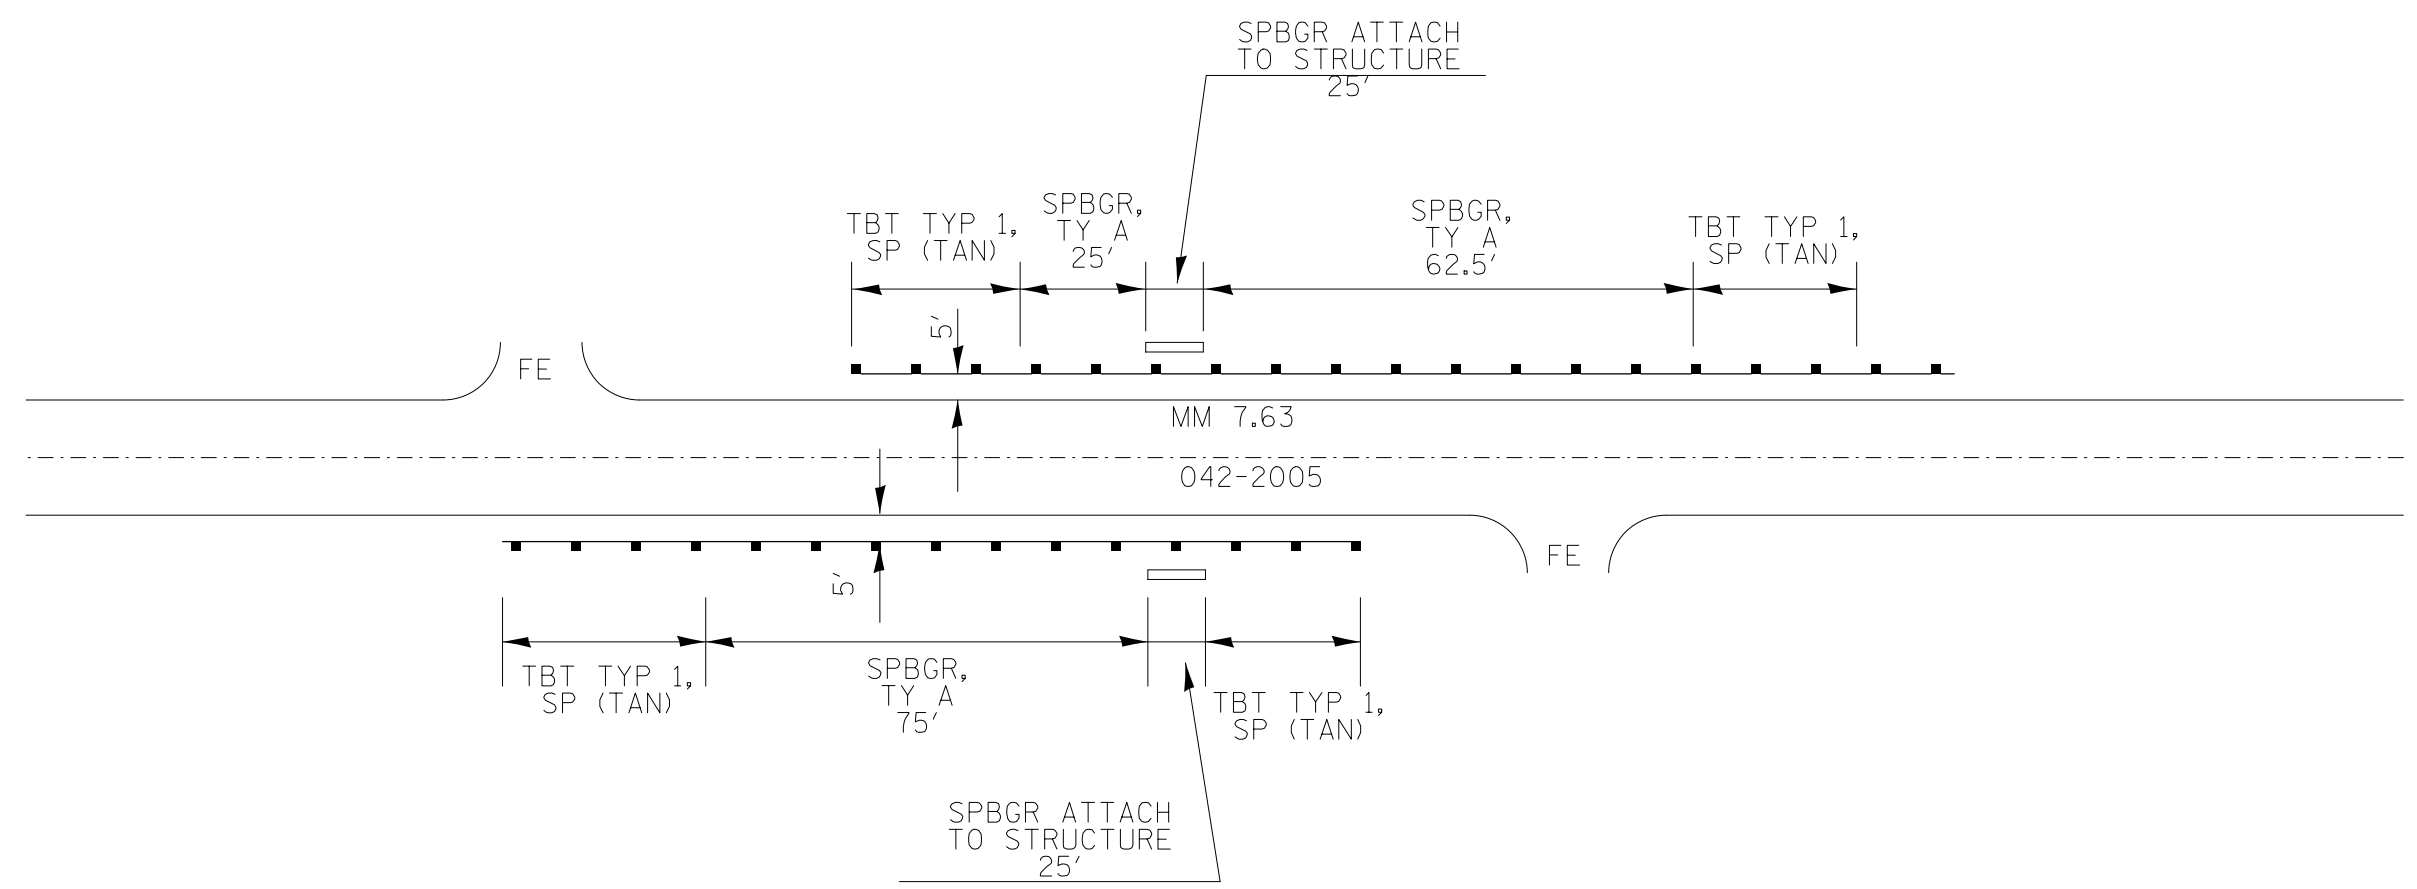 SPBGR ATTACH
TO STRUCTURE
25'
TBT TYP 1,
SP (TAN)
SPBGR,
TY A
25'
SPBGR,
TY A
62.5'
TBT TYP 1,
SP (TAN)
5'
FE
MM 7.63
042-2005
FE
5'
TBT TYP 1,
SP (TAN)
SPBGR,
TY A
75'
TBT TYP 1,
SP (TAN)
SPBGR ATTACH
TO STRUCTURE
25'